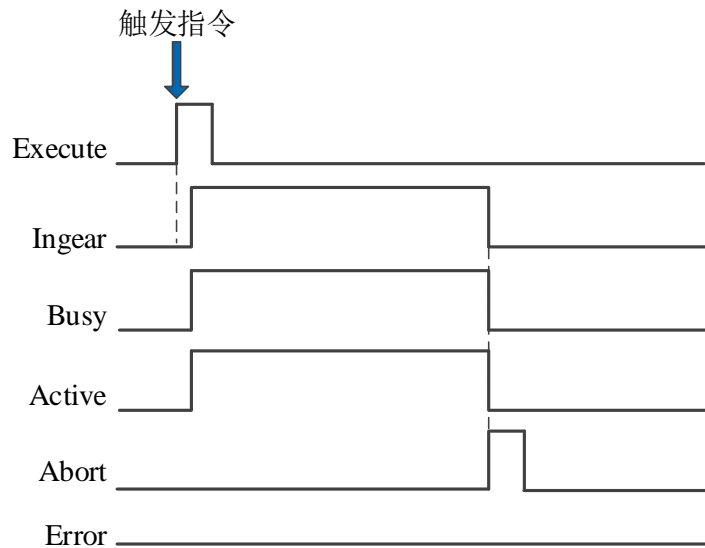 触发指令
Execute
Ingear
Busy
Active
Abort
Error